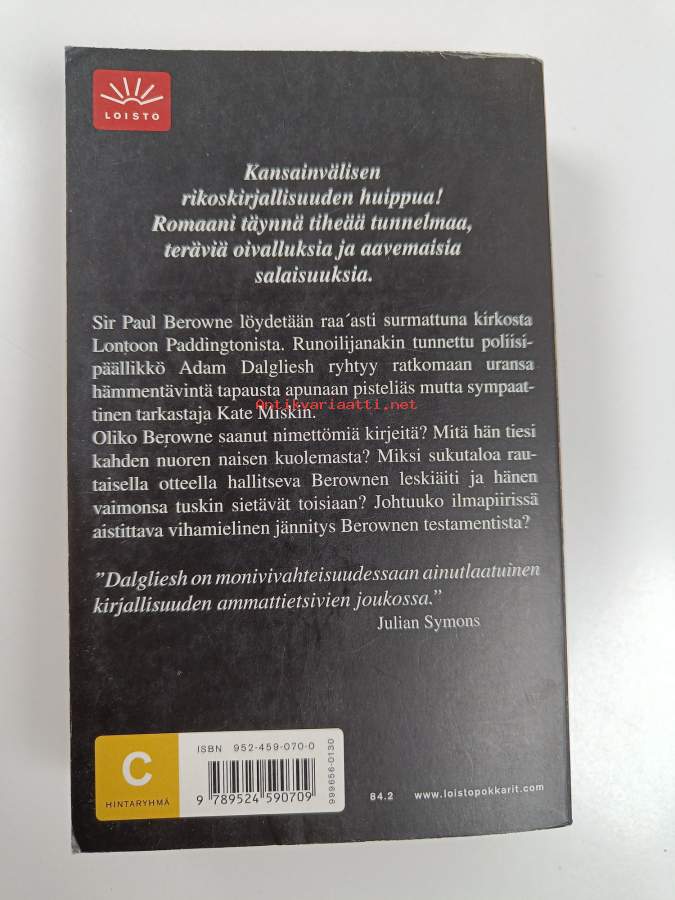 LOISTO
Kansainvälisen
rikoskirjallisuuden huippua!
Romaani täynnä tiheää tunnelmaa,
teräviä oivalluksia ja aavemaisia
salaisuuksia.
Sir Paul Berowne löydetään raa´asti surmattuna kirkosta
Lontoon Paddingtonista. Runoilijanakin tunnettu poliisi-
päällikkö Adam Dalgliesh ryhtyy ratkomaan uransa
hämmentävintä tapausta apunaan pisteliäs mutta sympaat-
tinen tarkastaja Kate Miskin.
Antikvariaatti.net
Oliko Berowne saanut nimettömiä kirjeitä? Mitä hän tiesi
kahden nuoren naisen kuolemasta? Miksi sukutaloa rau-
taisella otteella hallitseva Berownen leskiäiti ja hänen
vaimonsa tuskin sietävät toisiaan? Johtuuko ilmapiirissä
aistittava vihamielinen jännitys Berownen testamentista?
”Dalgliesh on monivivahteisuudessaan ainutlaatuinen
kirjallisuuden ammattietsivien joukossa.”
Julian Symons
C
HINTARYHMÄ
ISBN 952-459-070-0
9 789524 590709
999656-0130
84.2 www.loistopokkarit.com